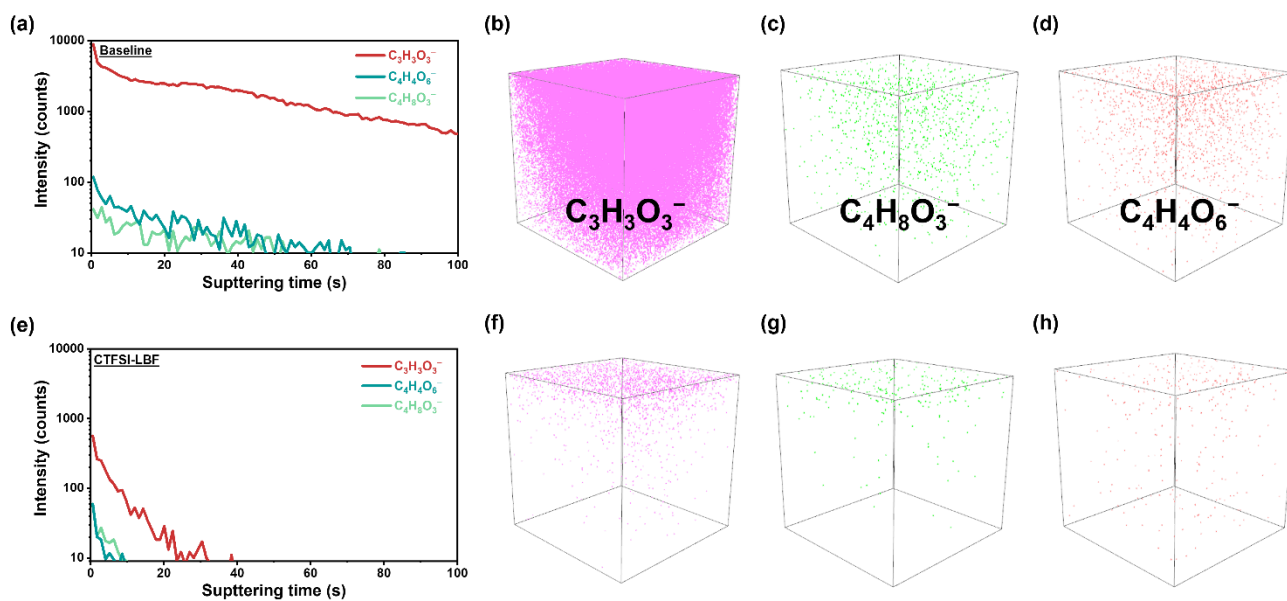 (a)
Baseline
C₃H₃O₃⁻
C₄H₄O₆⁻
C₄H₈O₃⁻
Intensity (counts)
10000
1000
100
10
0 20 40 60 80 100
Supttering time (s)
(b)
C₃H₃O₃⁻
(c)
C₄H₈O₃⁻
(d)
C₄H₄O₆⁻
(e)
CTFSI-LBF
C₃H₃O₃⁻
C₄H₄O₆⁻
C₄H₈O₃⁻
Intensity (counts)
10000
1000
100
10
0 20 40 60 80 100
Supttering time (s)
(f)
(g)
(h)